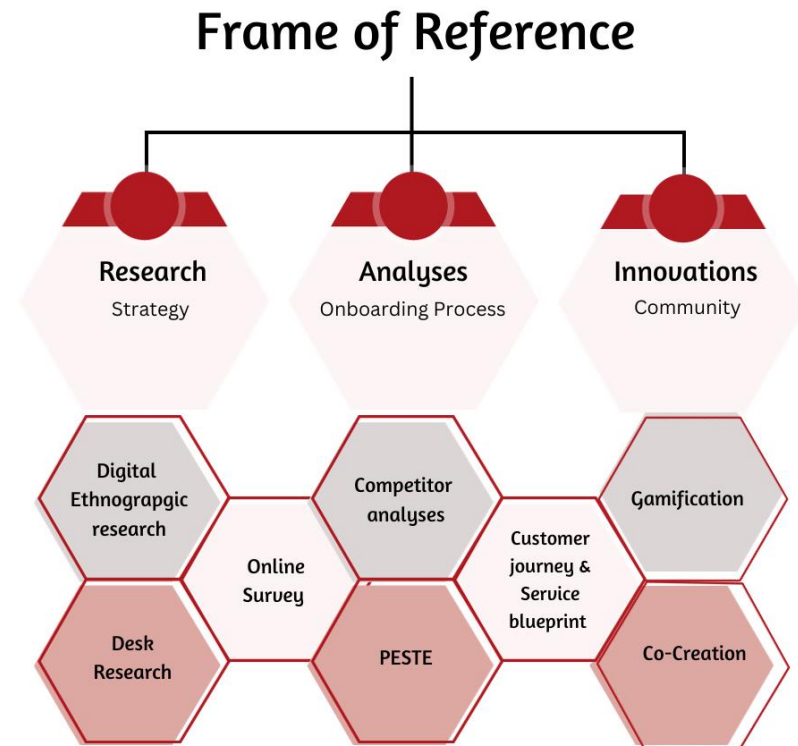 Frame of Reference
Research
Strategy
Analyses
Onboarding Process
Innovations
Community
Digital
Ethnograpgic
research
Online
Survey
Desk
Research
Competitor
analyses
PESTE
Customer
journey &
Service
blueprint
Gamification
Co-Creation